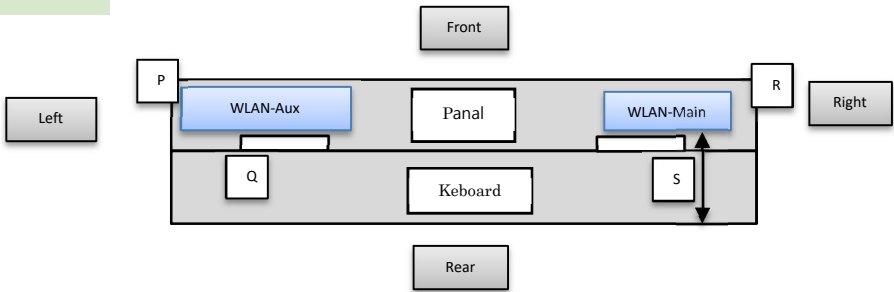 Front
P
R
Left
WLAN-Aux
Panal
WLAN-Main
Right
Q
S
Keboard
Rear